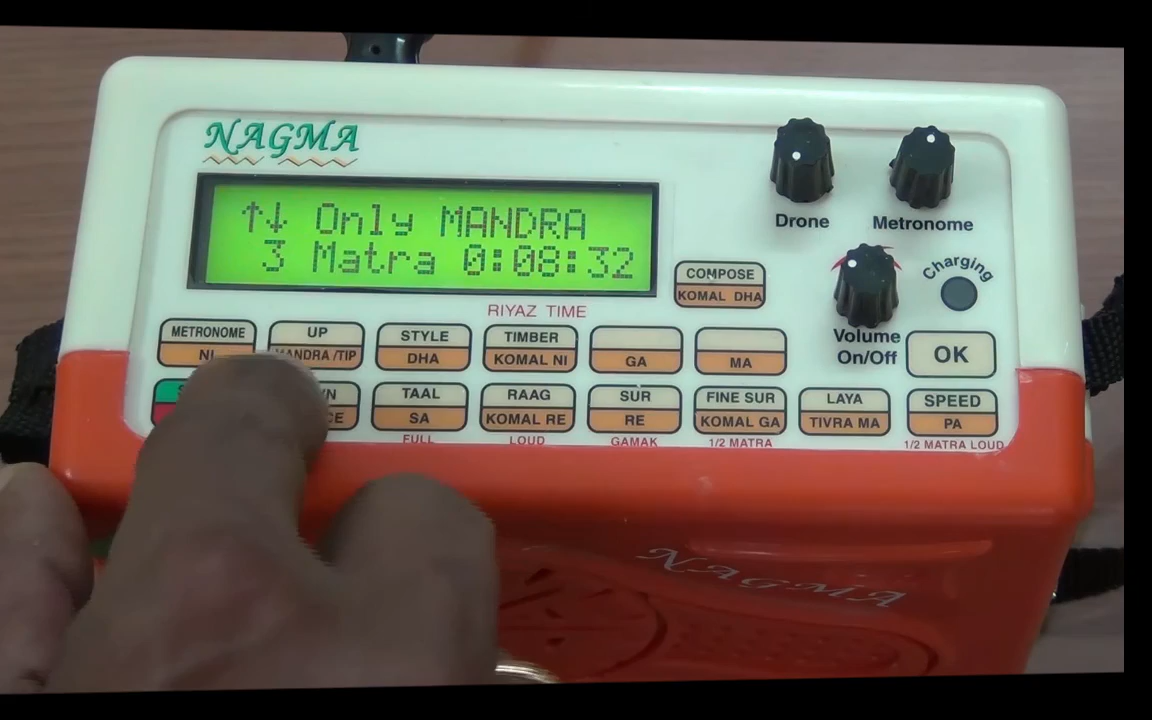 NAGMA
↑↓ Only MANDRA
3 Matra 0:08:32
RIYAZ TIME
Drone
Metronome
Charging
Volume
On/Off
OK
COMPOSE
KOMAL DHA
METRONOME
NI
UP
MANDRA /TIP
STYLE
DHA
TIMBER
KOMAL NI
GA
MA
TAAL
SA
RAAG
KOMAL RE
SUR
RE
FINE SUR
KOMAL GA
LAYA
TIVRA MA
SPEED
PA
FULL
LOUD
GAMAK
1/2 MATRA
1/2 MATRA LOUD
NAGMA